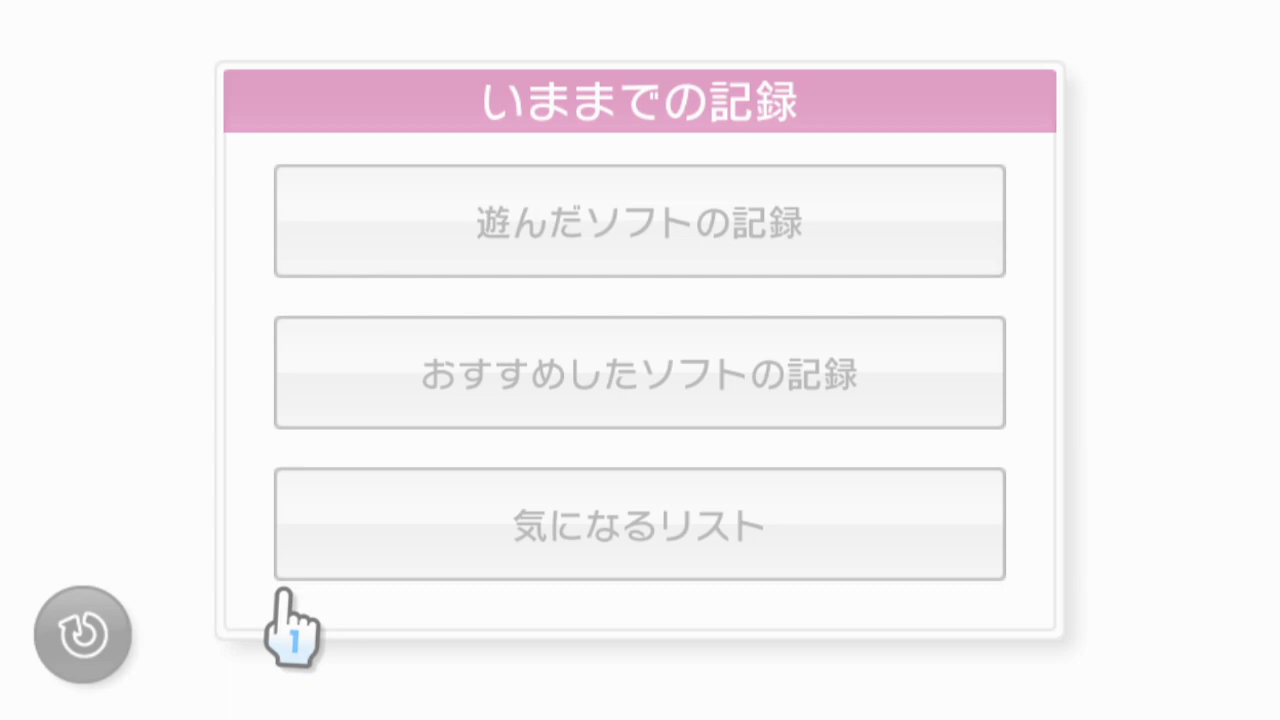 いままでの記録
遊んだソフトの記録
おすすめしたソフトの記録
気になるリスト
1